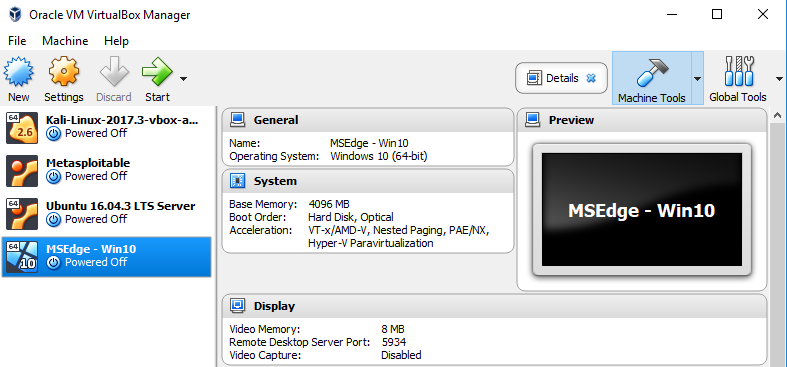 Oracle VM VirtualBox Manager
File Machine Help
New Settings Discard Start Details Machine Tools Global Tools
64 2.6 Kali-Linux-2017.3-vbox-a...
Powered Off
Metasploitable
Powered Off
Ubuntu 16.04.3 LTS Server
Powered Off
64 10 MSEdge - Win10
Powered Off
General
Name: MSEdge - Win10
Operating System: Windows 10 (64-bit)
System
Base Memory: 4096 MB
Boot Order: Hard Disk, Optical
Acceleration: VT-x/AMD-V, Nested Paging, PAE/NX,
Hyper-V Paravirtualization
Preview
MSEdge - Win10
Display
Video Memory: 8 MB
Remote Desktop Server Port: 5934
Video Capture: Disabled